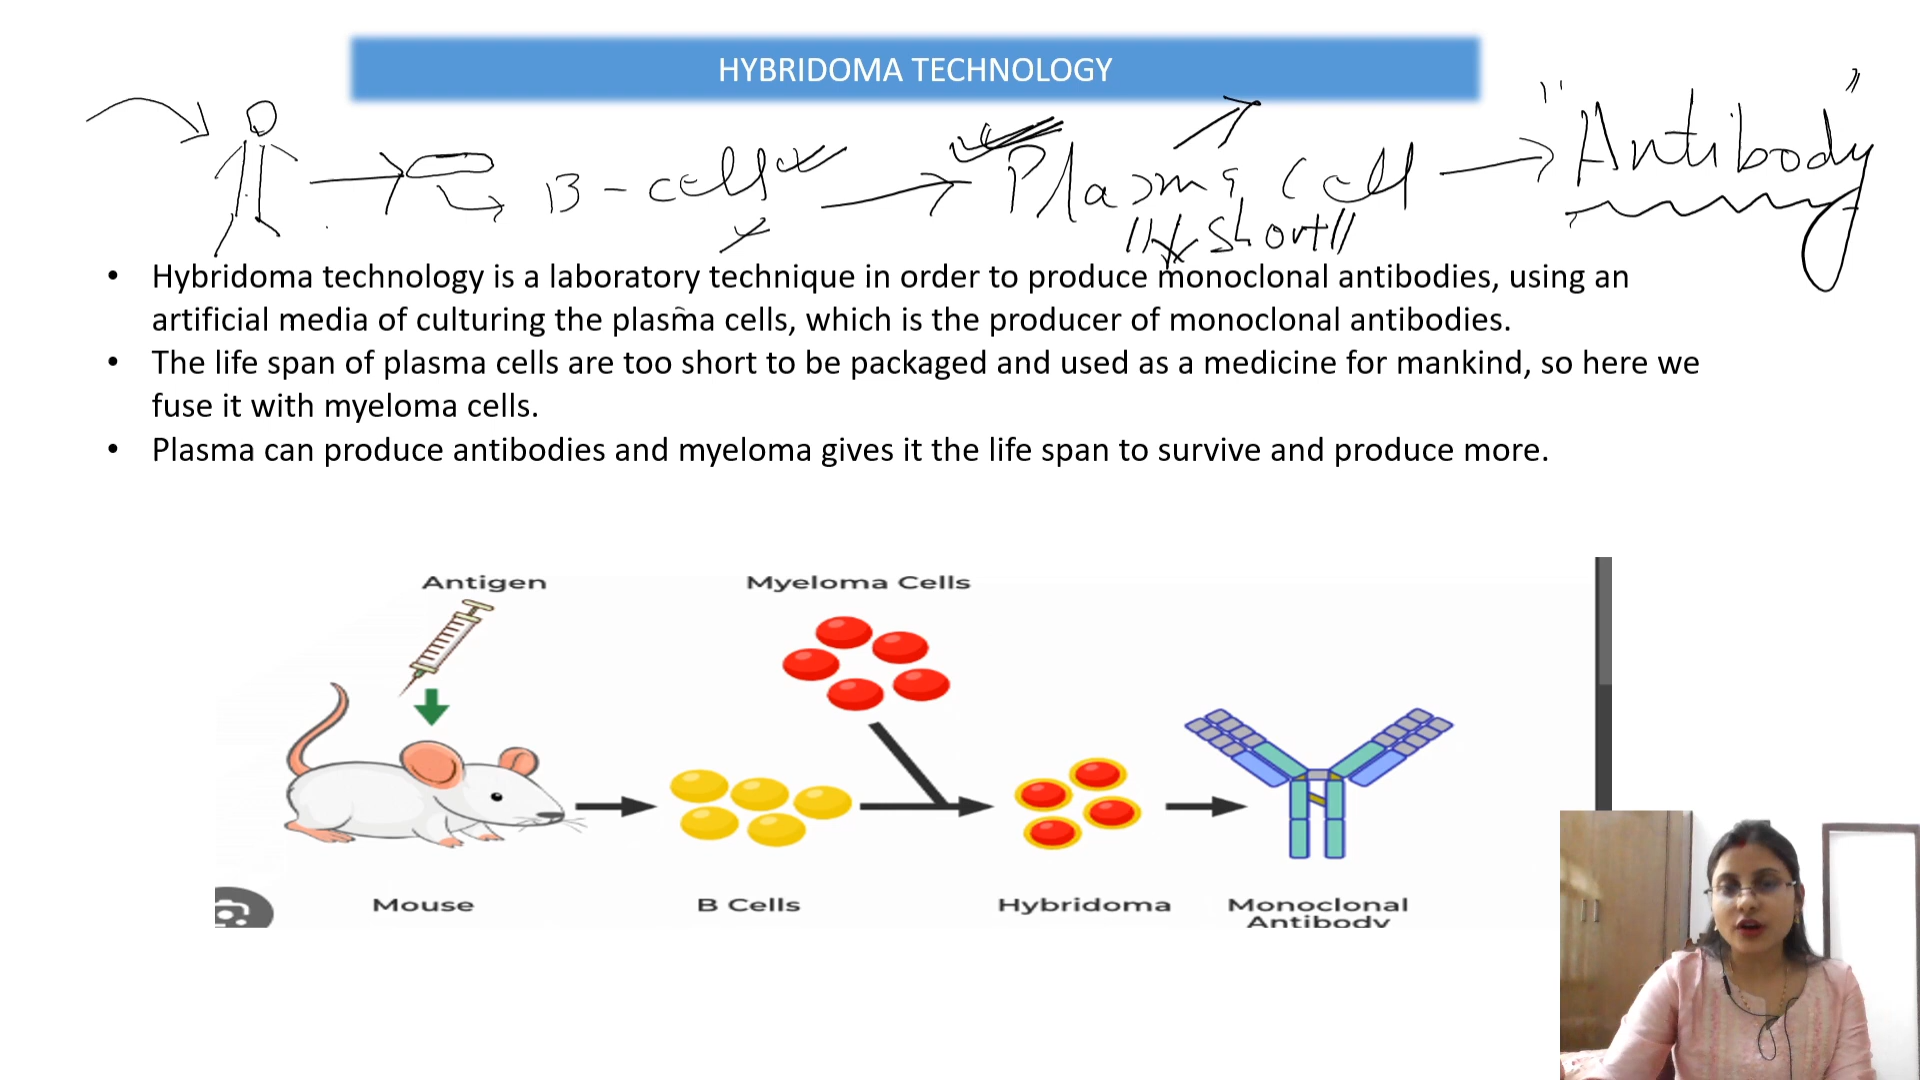 HYBRIDOMA TECHNOLOGY
B-cells → Plasma Cell → "Antibody"
"short"
• Hybridoma technology is a laboratory technique in order to produce monoclonal antibodies, using an
artificial media of culturing the plasma cells, which is the producer of monoclonal antibodies.
• The life span of plasma cells are too short to be packaged and used as a medicine for mankind, so here we
fuse it with myeloma cells.
• Plasma can produce antibodies and myeloma gives it the life span to survive and produce more.
Antigen Myeloma Cells
Mouse B Cells Hybridoma Monoclonal
Antibody